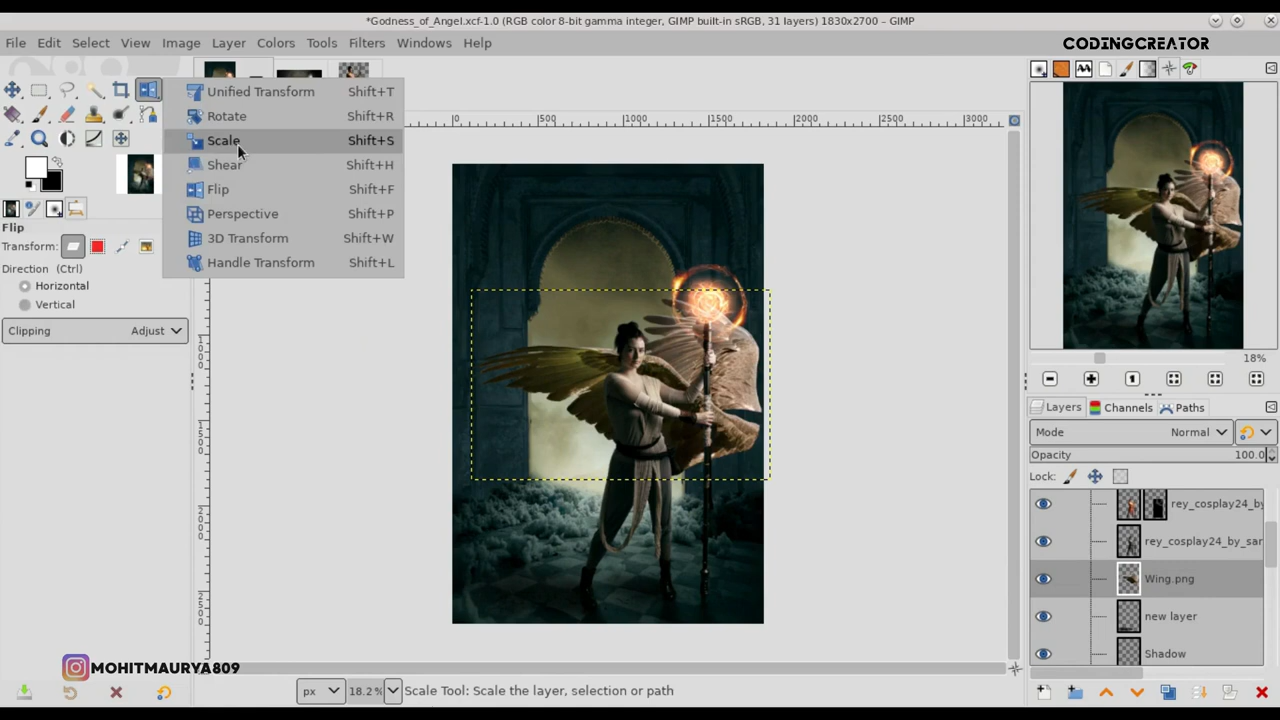 *Godness_of_Angel.xcf-1.0 (RGB color 8-bit gamma integer, GIMP built-in sRGB, 31 layers) 1830x2700 – GIMP
File Edit Select View Image Layer Colors Tools Filters Windows Help
CODINGCREATOR
Unified Transform Shift+T
Rotate Shift+R
Scale Shift+S
Shear Shift+H
Flip Shift+F
Perspective Shift+P
3D Transform Shift+W
Handle Transform Shift+L
0 500 1000 1500 2000 2500 3000
Flip
Transform:
Direction (Ctrl)
Horizontal
Vertical
Clipping Adjust
1000
1500
2000
2500
18%
Layers Channels Paths
Mode Normal
Opacity 100.0
Lock:
rey_cosplay24_by
rey_cosplay24_by_sar
Wing.png
new layer
Shadow
MOHITMAURYA809
px 18.2% Scale Tool: Scale the layer, selection or path